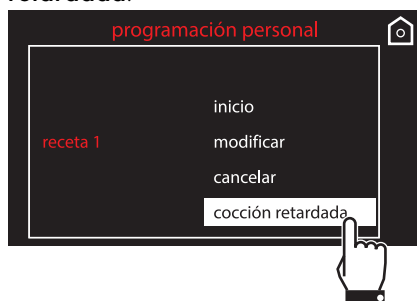 programación personal
inicio
receta 1
modificar
cancelar
cocción retardada